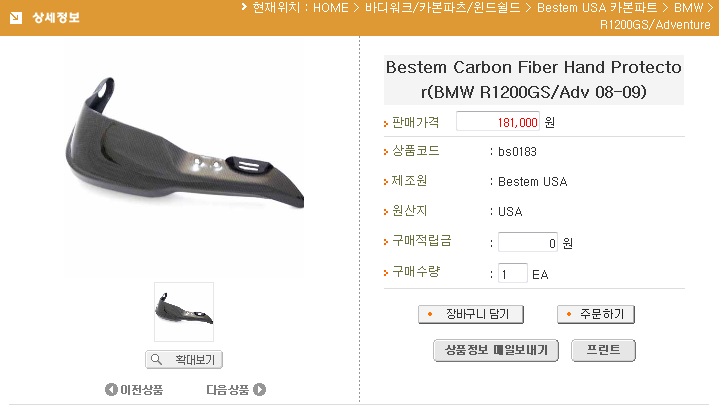 상세정보
현재위치 : HOME > 바디워크/카본파츠/윈드쉴드 > Bestem USA 카본파트 > BMW >
R1200GS/Adventure
Bestem Carbon Fiber Hand Protecto
r(BMW R1200GS/Adv 08-09)
판매가격 181,000 원
상품코드 : bs0183
제조원 : Bestem USA
원산지 : USA
구매적립금 : 0 원
구매수량 : 1 EA
장바구니 담기 주문하기
상품정보 메일보내기 프린트
확대보기
이전상품 다음상품